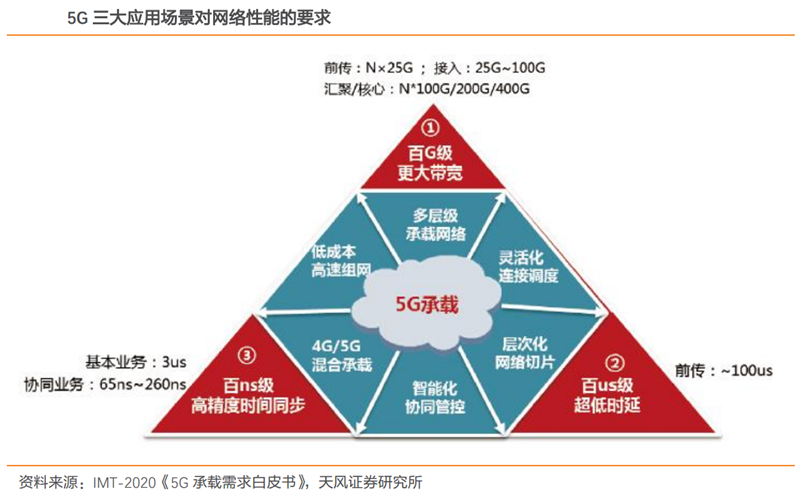 5G 三大应用场景对网络性能的要求
前传：N×25G ； 接入：25G~100G
汇聚/核心：N*100G/200G/400G
①
百G级
更大带宽
多层级
承载网络
低成本
高速组网
灵活化
连接调度
5G承载
4G/5G
混合承载
层次化
网络切片
智能化
协同管控
基本业务：3us
协同业务：65ns~260ns
③
百ns级
高精度时间同步
②
百us级
超低时延
前传：~100us
资料来源：IMT-2020《5G 承载需求白皮书》，天风证券研究所